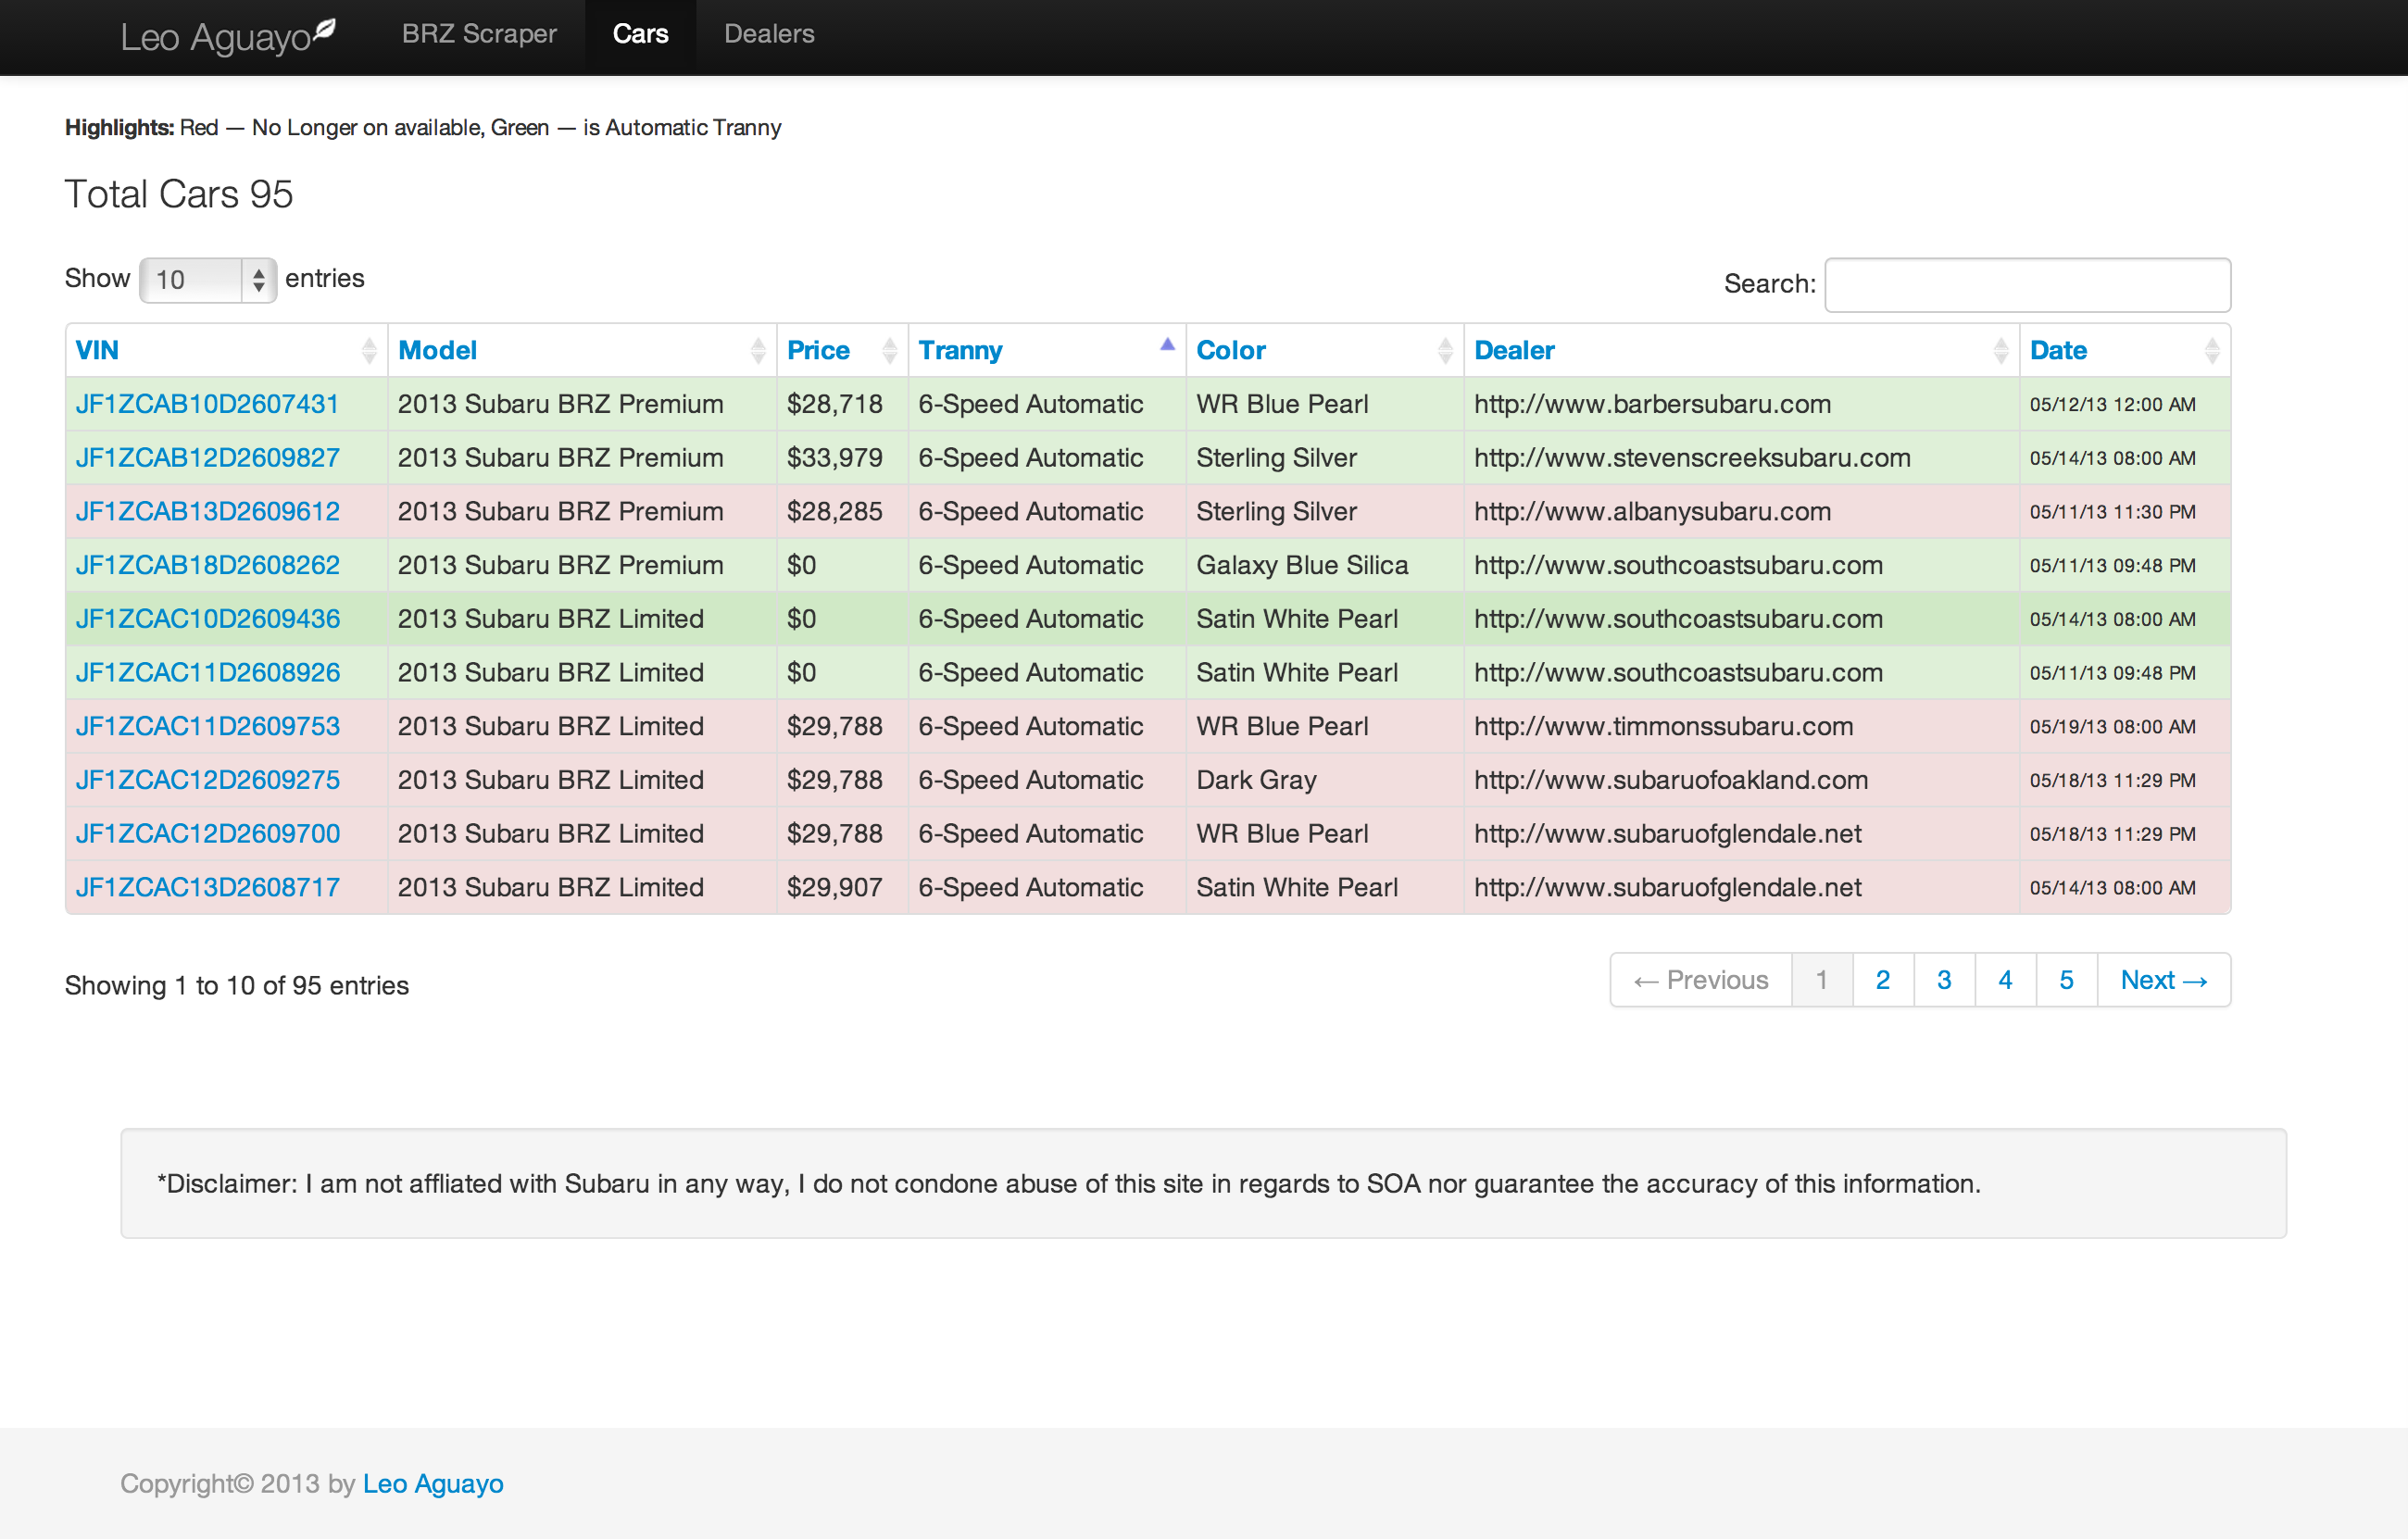 Leo Aguayo BRZ Scraper Cars Dealers
Highlights: Red — No Longer on available, Green — is Automatic Tranny
Total Cars 95
Show 10 entries Search:
VIN Model Price Tranny Color Dealer Date
JF1ZCAB10D2607431 2013 Subaru BRZ Premium $28,718 6-Speed Automatic WR Blue Pearl http://www.barbersubaru.com 05/12/13 12:00 AM
JF1ZCAB12D2609827 2013 Subaru BRZ Premium $33,979 6-Speed Automatic Sterling Silver http://www.stevenscreeksubaru.com 05/14/13 08:00 AM
JF1ZCAB13D2609612 2013 Subaru BRZ Premium $28,285 6-Speed Automatic Sterling Silver http://www.albanysubaru.com 05/11/13 11:30 PM
JF1ZCAB18D2608262 2013 Subaru BRZ Premium $0 6-Speed Automatic Galaxy Blue Silica http://www.southcoastsubaru.com 05/11/13 09:48 PM
JF1ZCAC10D2609436 2013 Subaru BRZ Limited $0 6-Speed Automatic Satin White Pearl http://www.southcoastsubaru.com 05/14/13 08:00 AM
JF1ZCAC11D2608926 2013 Subaru BRZ Limited $0 6-Speed Automatic Satin White Pearl http://www.southcoastsubaru.com 05/11/13 09:48 PM
JF1ZCAC11D2609753 2013 Subaru BRZ Limited $29,788 6-Speed Automatic WR Blue Pearl http://www.timmonssubaru.com 05/19/13 08:00 AM
JF1ZCAC12D2609275 2013 Subaru BRZ Limited $29,788 6-Speed Automatic Dark Gray http://www.subaruofoakland.com 05/18/13 11:29 PM
JF1ZCAC12D2609700 2013 Subaru BRZ Limited $29,788 6-Speed Automatic WR Blue Pearl http://www.subaruofglendale.net 05/18/13 11:29 PM
JF1ZCAC13D2608717 2013 Subaru BRZ Limited $29,907 6-Speed Automatic Satin White Pearl http://www.subaruofglendale.net 05/14/13 08:00 AM
Showing 1 to 10 of 95 entries ← Previous 1 2 3 4 5 Next →
*Disclaimer: I am not affliated with Subaru in any way, I do not condone abuse of this site in regards to SOA nor guarantee the accuracy of this information.
Copyright© 2013 by Leo Aguayo